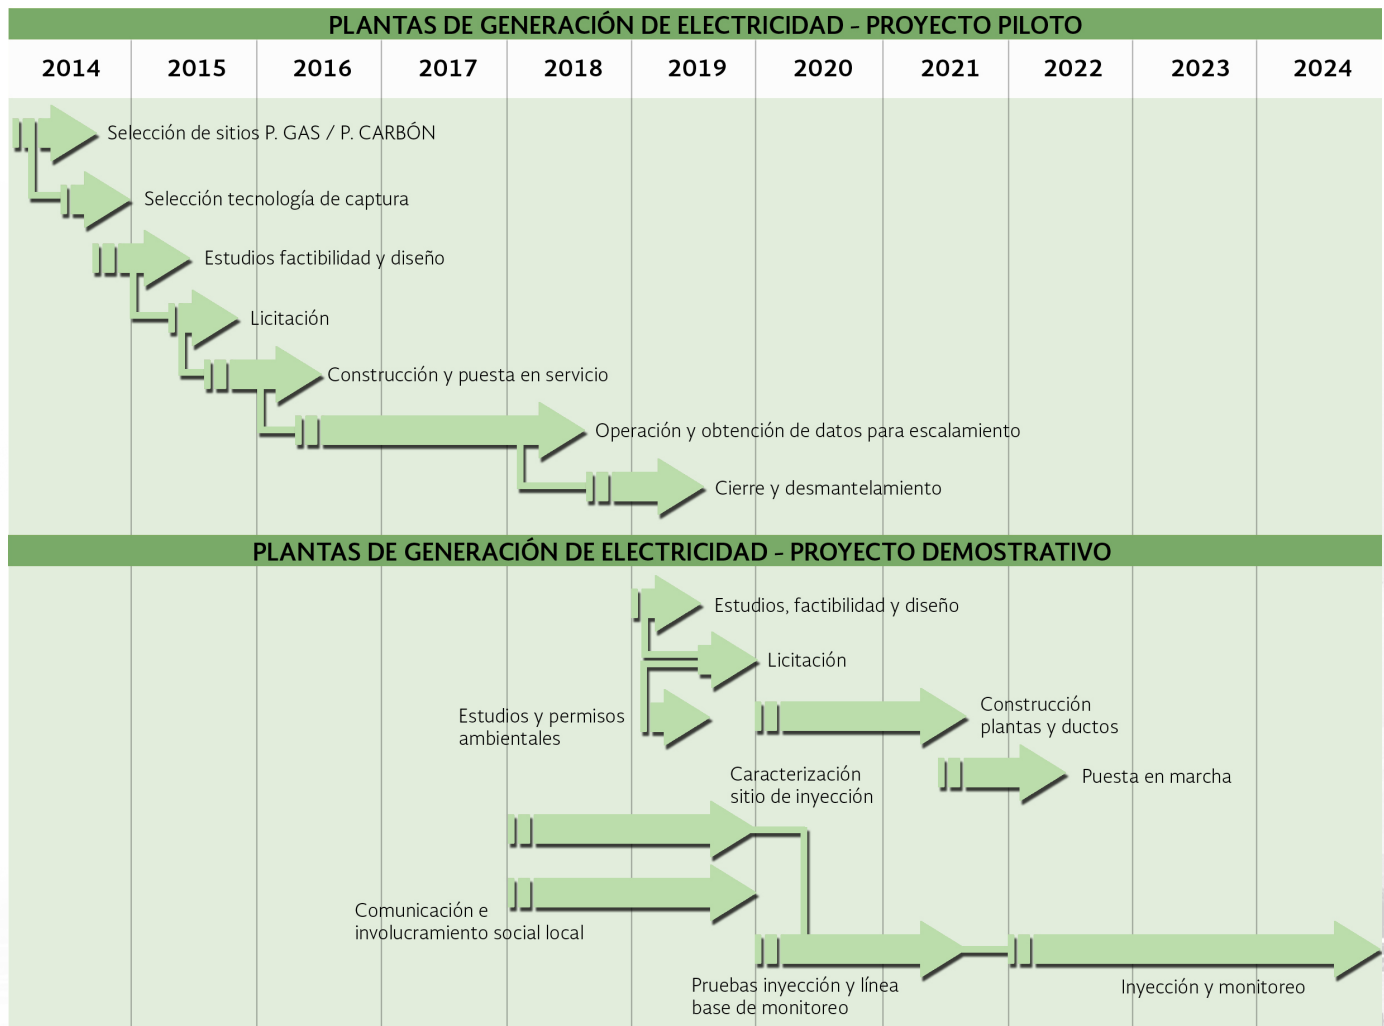 PLANTAS DE GENERACIÓN DE ELECTRICIDAD - PROYECTO PILOTO
2014 2015 2016 2017 2018 2019 2020 2021 2022 2023 2024
Selección de sitios P. GAS / P. CARBÓN
Selección tecnología de captura
Estudios factibilidad y diseño
Licitación
Construcción y puesta en servicio
Operación y obtención de datos para escalamiento
Cierre y desmantelamiento
PLANTAS DE GENERACIÓN DE ELECTRICIDAD - PROYECTO DEMOSTRATIVO
Estudios, factibilidad y diseño
Licitación
Estudios y permisos
ambientales
Construcción
plantas y ductos
Caracterización
sitio de inyección
Puesta en marcha
Comunicación e
involucramiento social local
Pruebas inyección y línea
base de monitoreo
Inyección y monitoreo